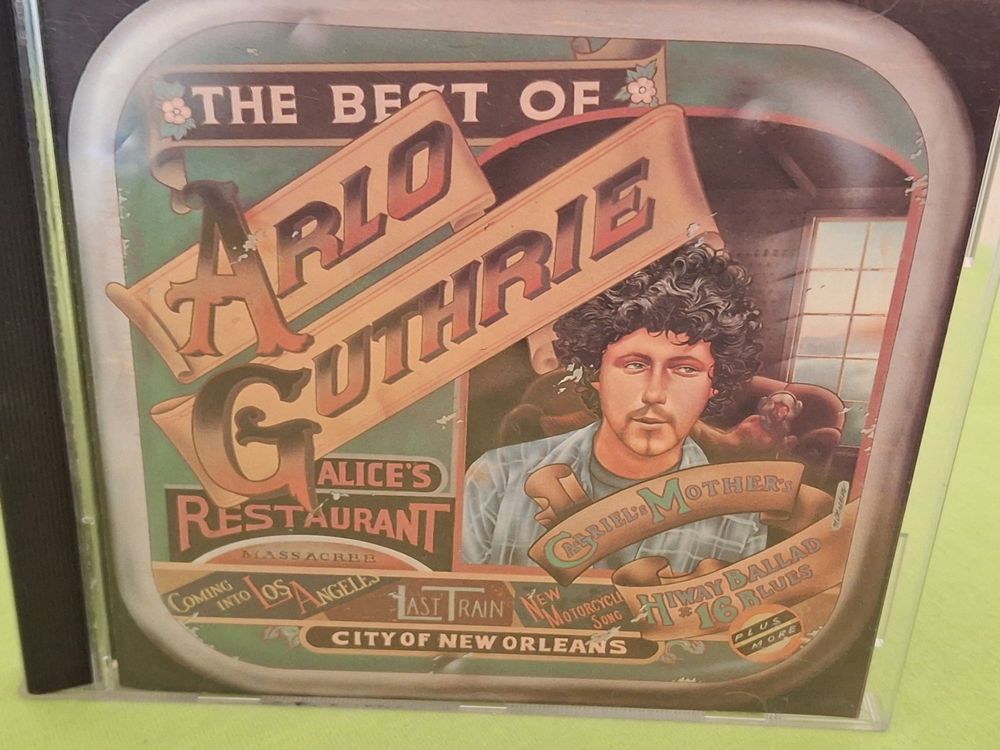 THE BEST OF
ARLO
GUTHRIE
ALICE'S
RESTAURANT
MASSACREE
COMING
INTO LOS ANGELES
LAST TRAIN
NEW
MOTORCYCLE
SONG
CITY OF NEW ORLEANS
GABRIEL'S MOTHER'S
HIWAY BALLAD
#16 BLUES
PLUS
MORE